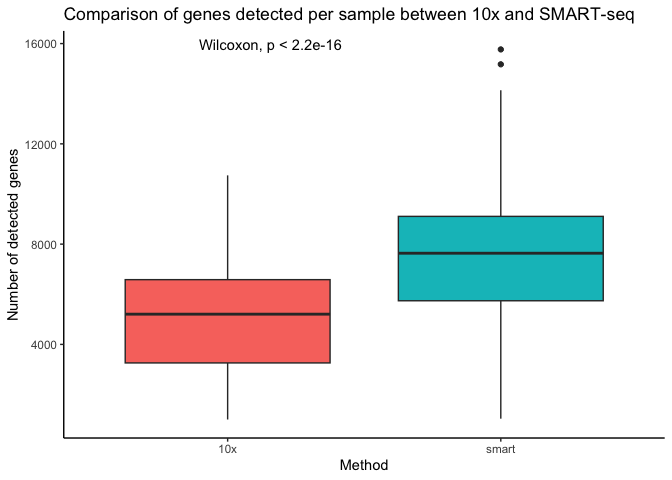 Comparison of genes detected per sample between 10x and SMART-seq
Wilcoxon, p < 2.2e-16
16000
12000
8000
4000
Number of detected genes
10x
smart
Method